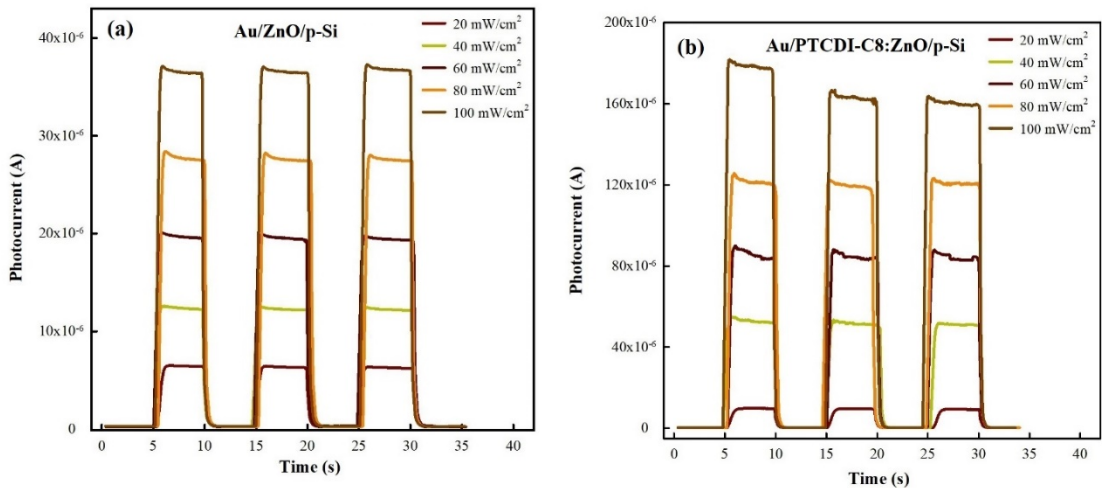 (a)
Au/ZnO/p-Si
20 mW/cm²
40 mW/cm²
60 mW/cm²
80 mW/cm²
100 mW/cm²
40x10⁻⁶
30x10⁻⁶
20x10⁻⁶
10x10⁻⁶
0
Photocurrent (A)
0 5 10 15 20 25 30 35 40
Time (s)
(b)
Au/PTCDI-C8:ZnO/p-Si
20 mW/cm²
40 mW/cm²
60 mW/cm²
80 mW/cm²
100 mW/cm²
200x10⁻⁶
160x10⁻⁶
120x10⁻⁶
80x10⁻⁶
40x10⁻⁶
0
Photocurrent (A)
0 5 10 15 20 25 30 35 40
Time (s)